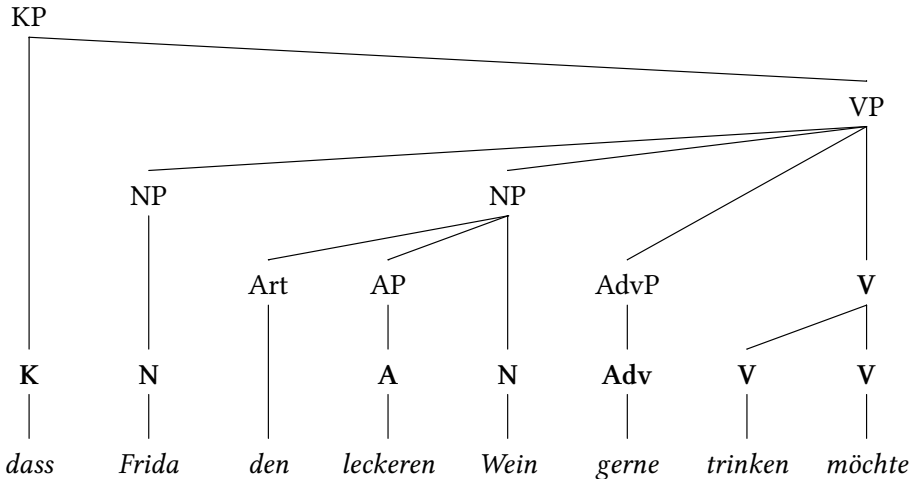 KP
VP
NP NP
Art AP AdvP V
K N A N Adv V V
dass Frida den leckeren Wein gerne trinken möchte